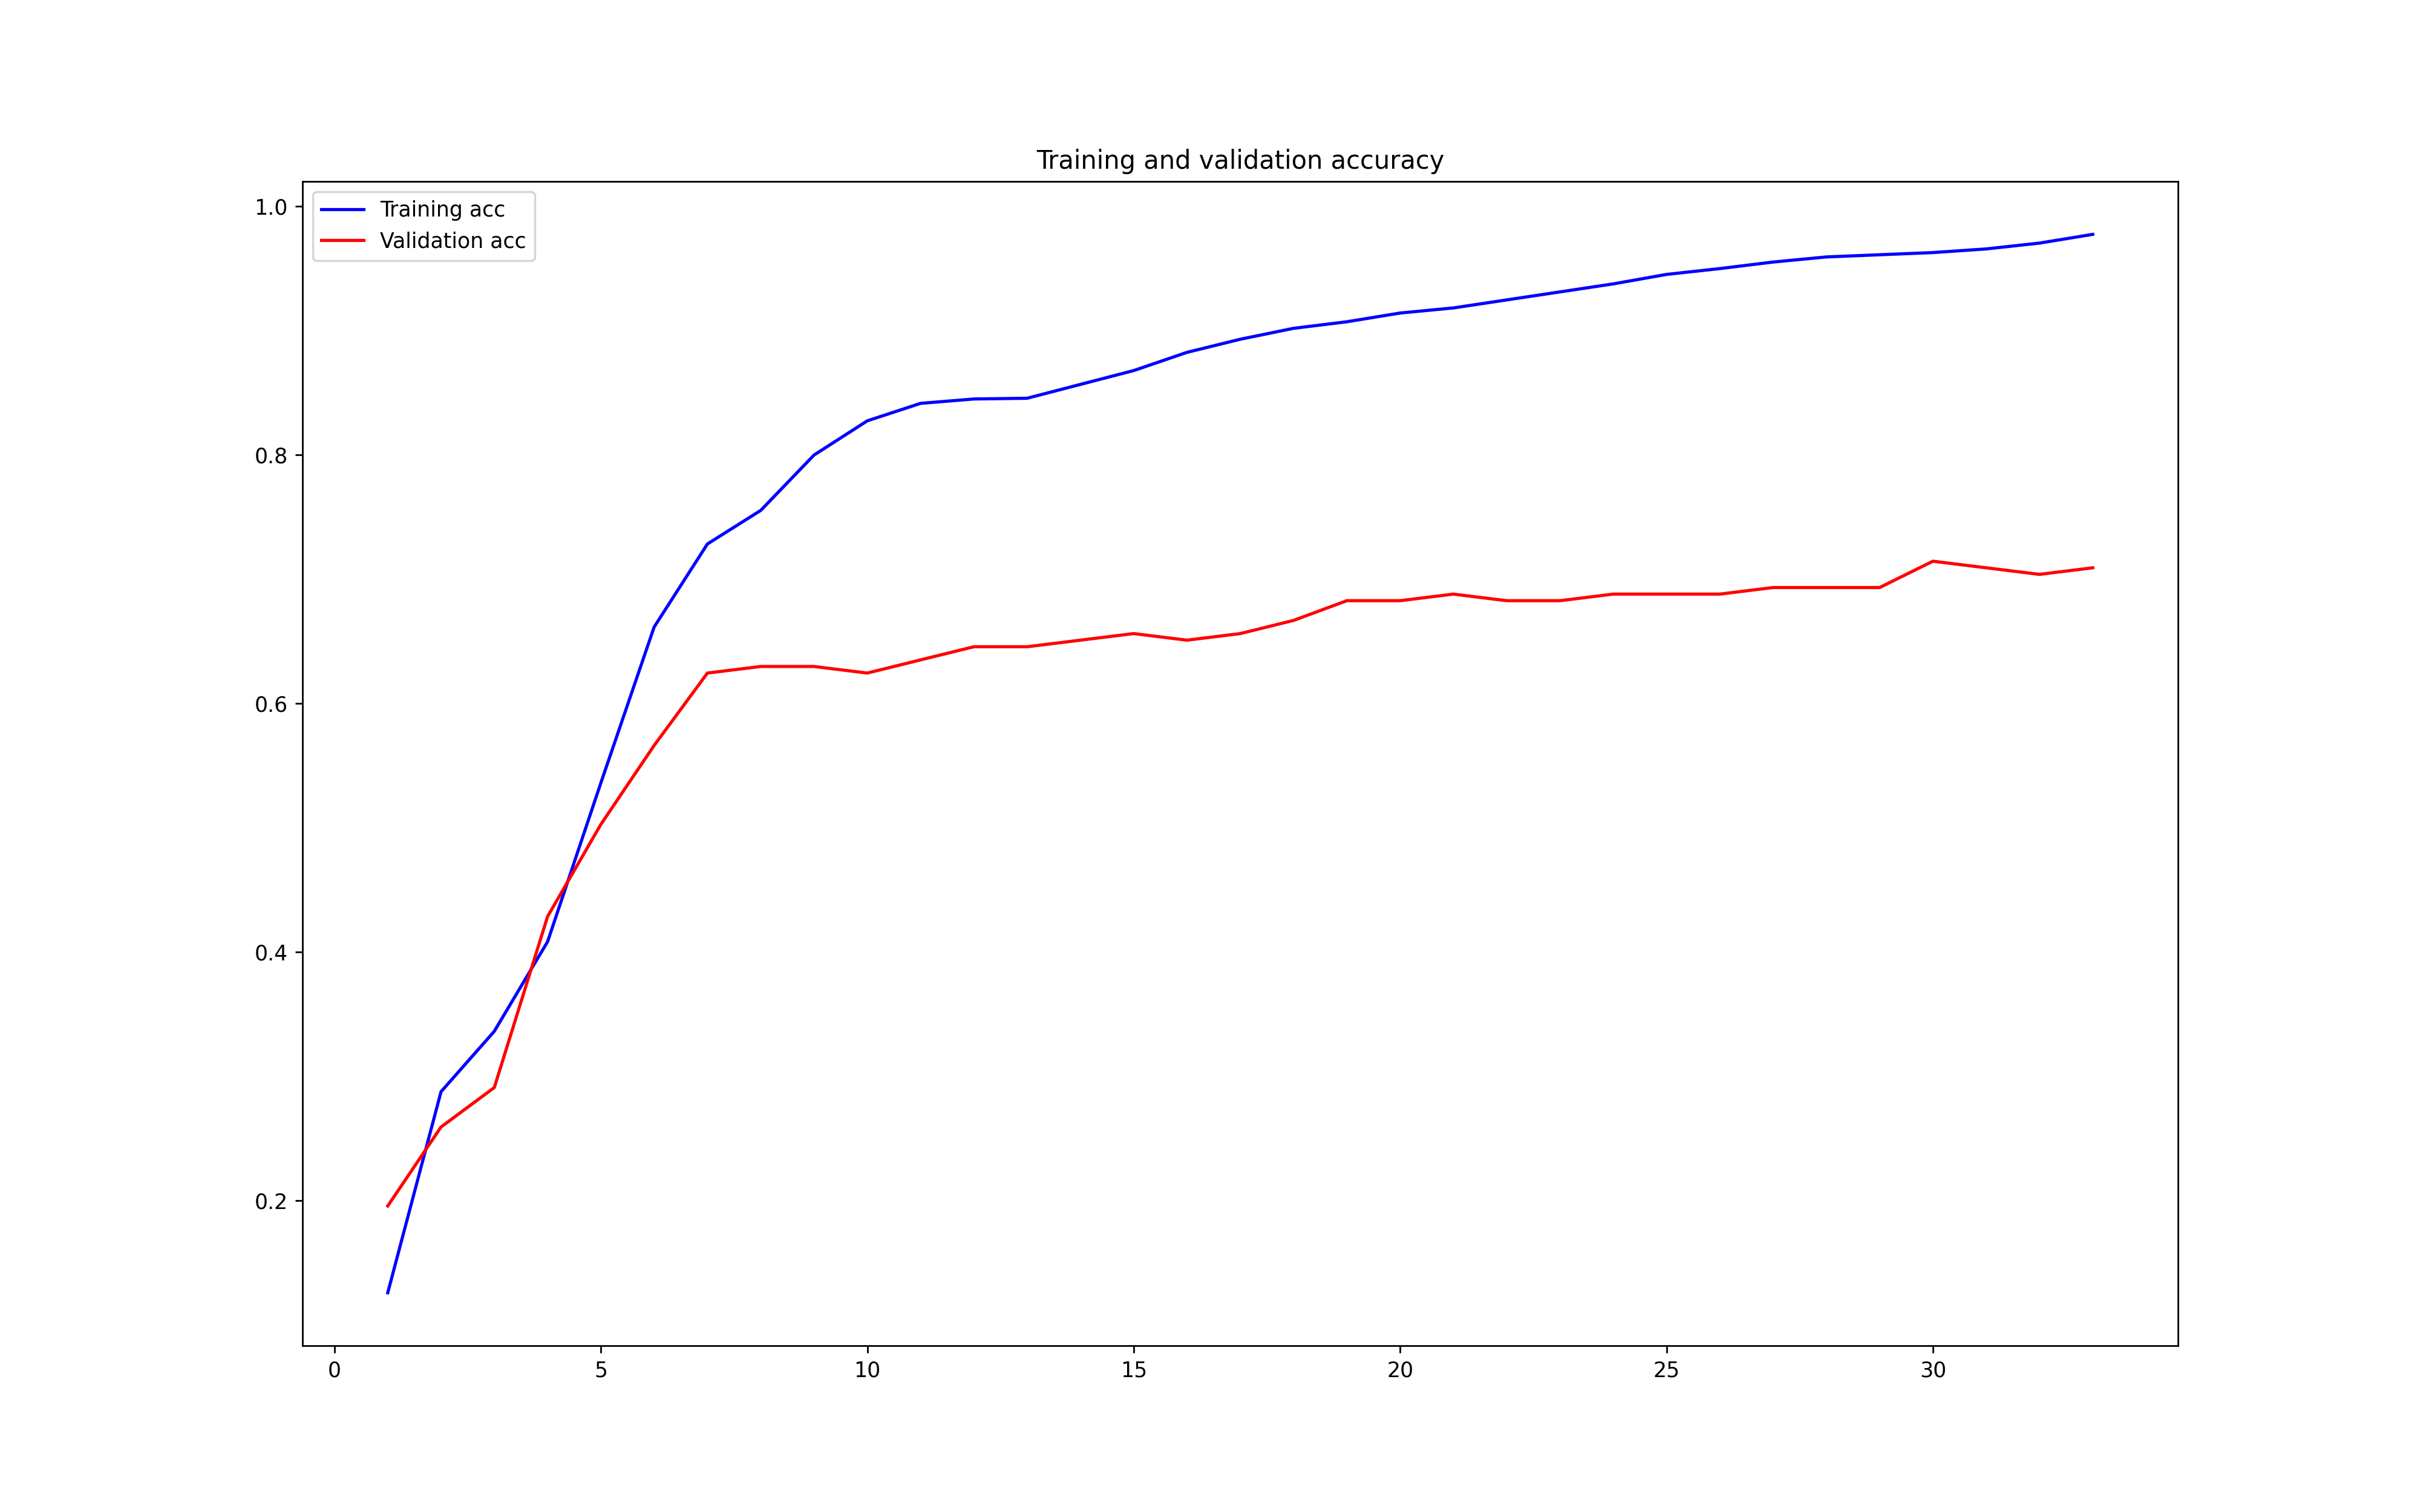 Training and validation accuracy
Training acc
Validation acc
1.0
0.8
0.6
0.4
0.2
0 5 10 15 20 25 30